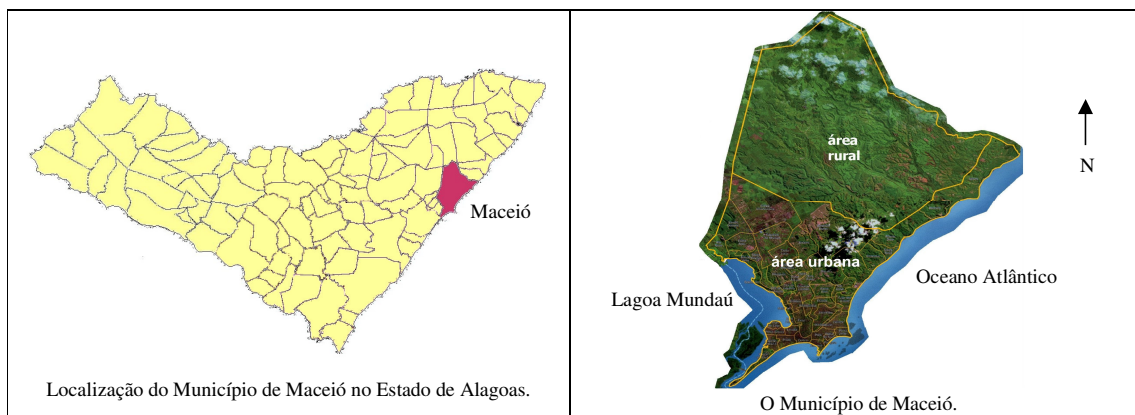 Maceió
Localização do Município de Maceió no Estado de Alagoas.
área
rural
área urbana
Lagoa Mundaú
Oceano Atlântico
N
O Município de Maceió.